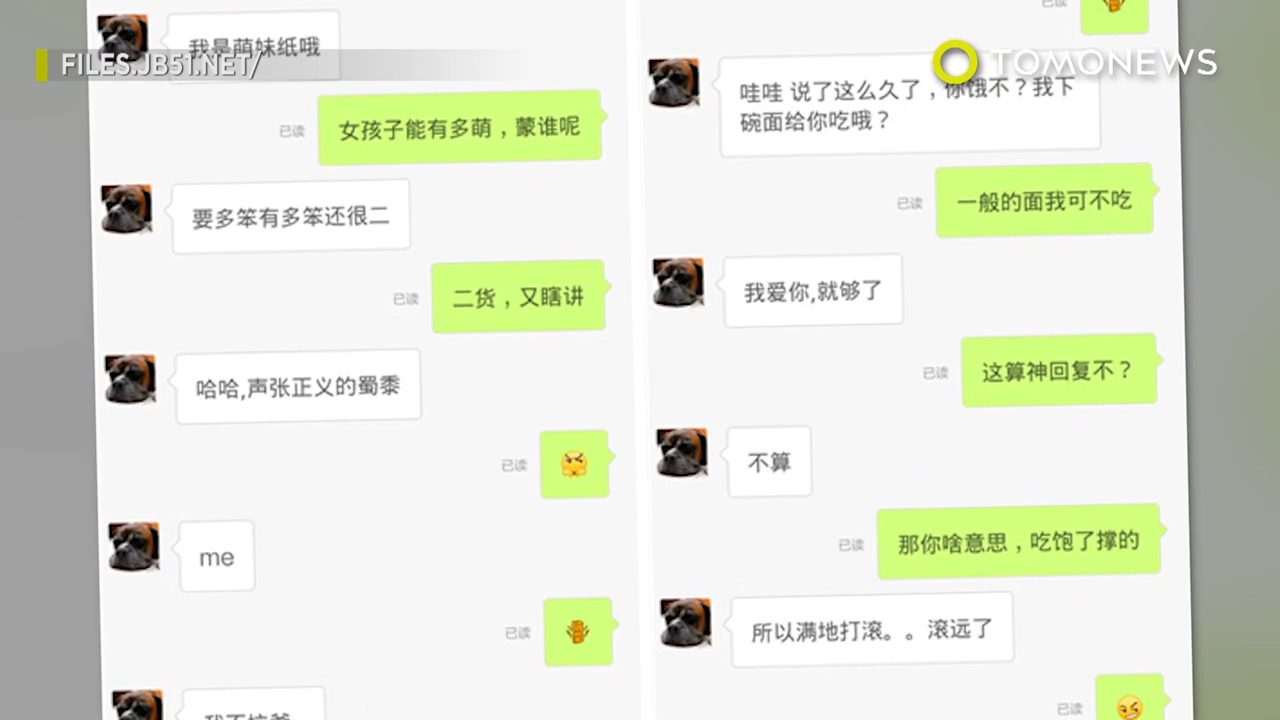 FILES.JB51.NET/
TOMONEWS
我是萌妹纸哦
已读
女孩子能有多萌，蒙谁呢
要多笨有多笨还很二
已读
二货，又瞎讲
哈哈,声张正义的蜀黍
已读
me
已读
已读
哇哇 说了这么久了，你饿不？我下
碗面给你吃哦？
已读
一般的面我可不吃
我爱你,就够了
已读
这算神回复不？
不算
已读
那你啥意思，吃饱了撑的
所以满地打滚。。滚远了
已读